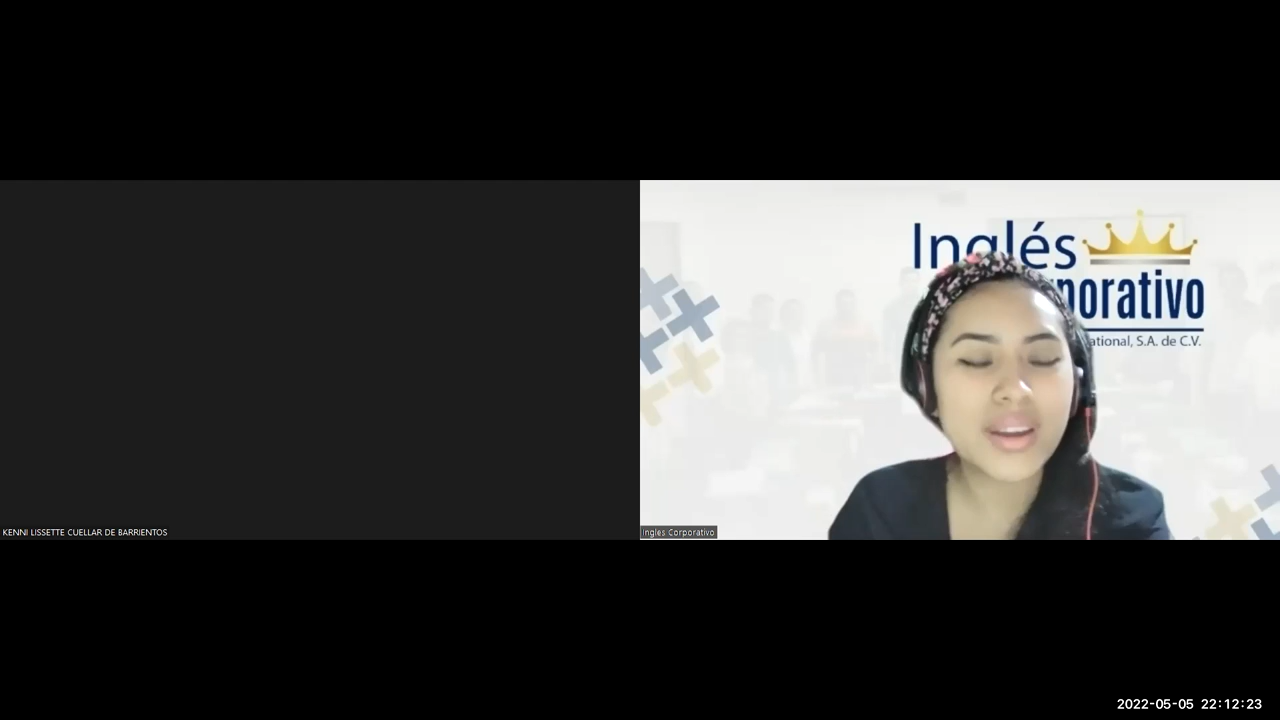 Inglés
porativo
ational, S.A. de C.V.
KENNI LISSETTE CUELLAR DE BARRIENTOS
Ingles Corporativo
2022-05-05 22:12:23